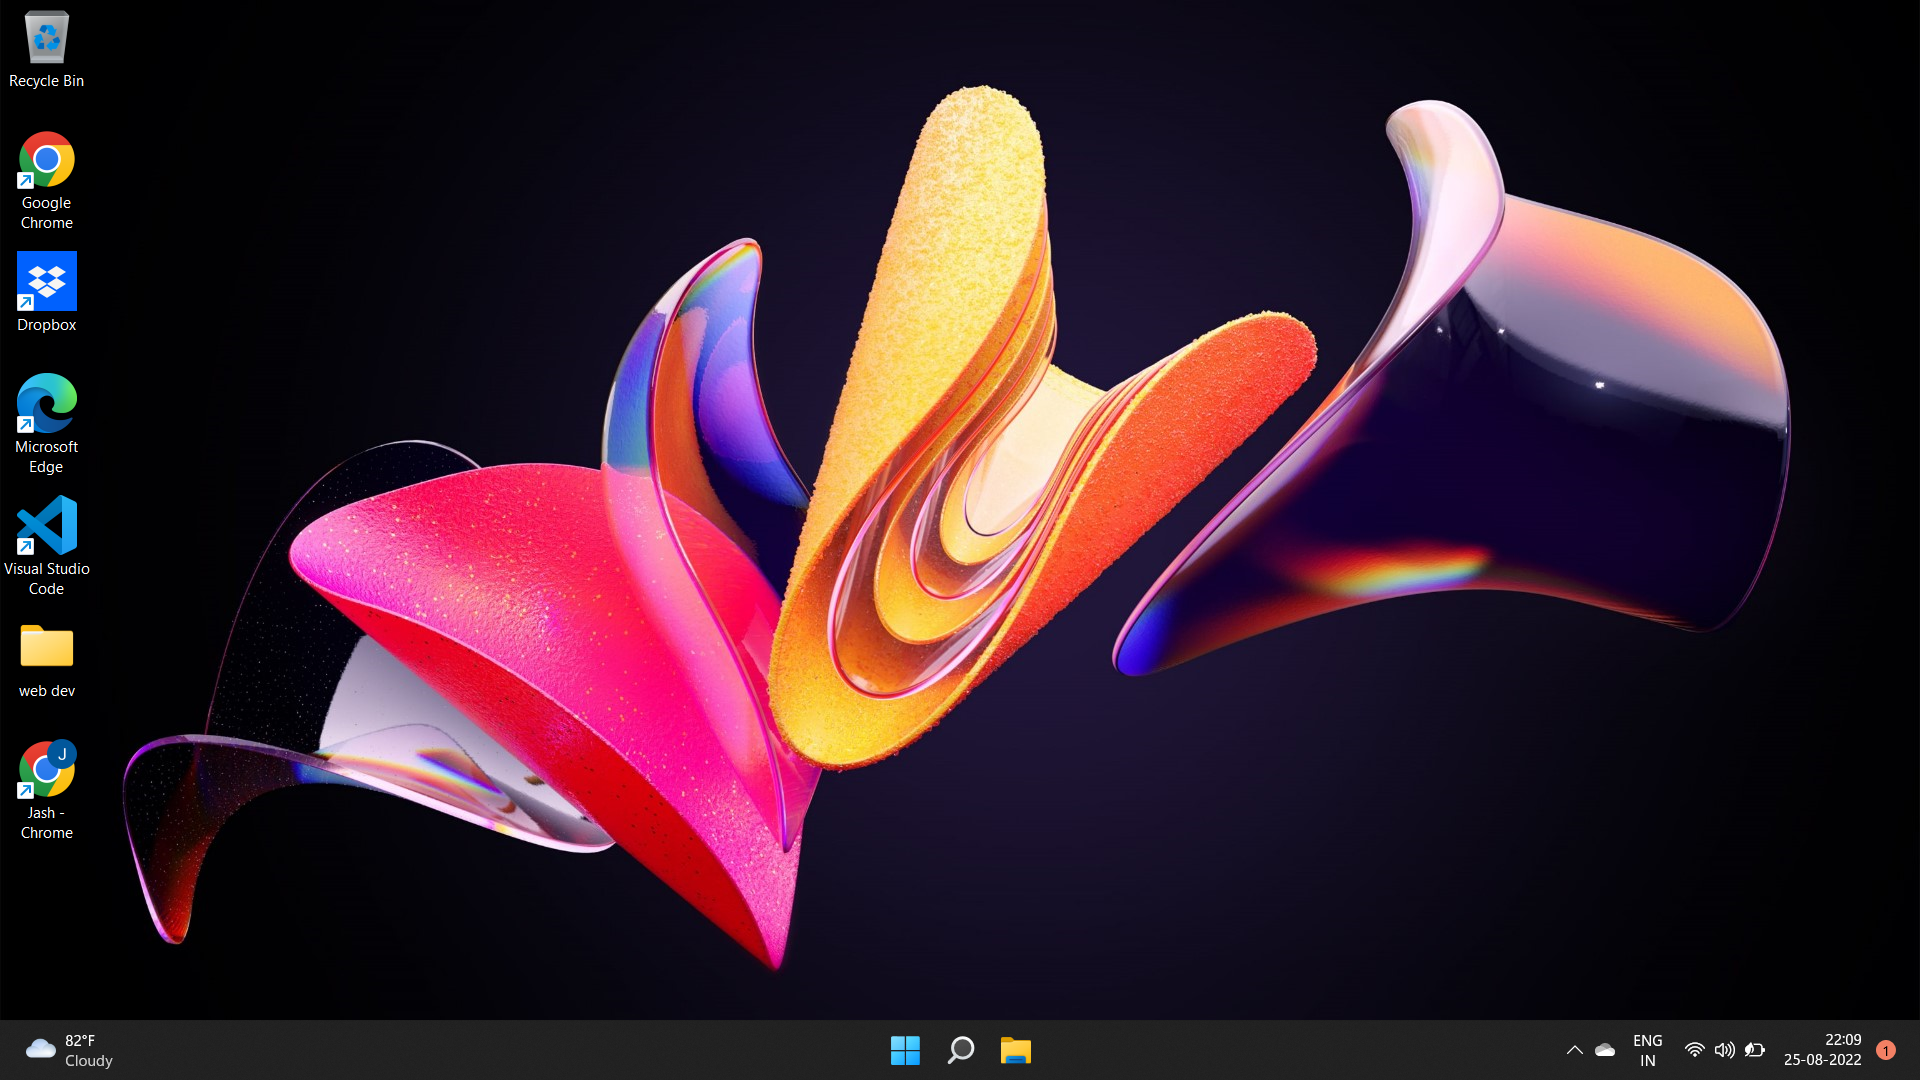 Recycle Bin
Google
Chrome
Dropbox
Microsoft
Edge
Visual Studio
Code
web dev
J
Jash -
Chrome
82°F
Cloudy
ENG
IN
22:09
25-08-2022
1